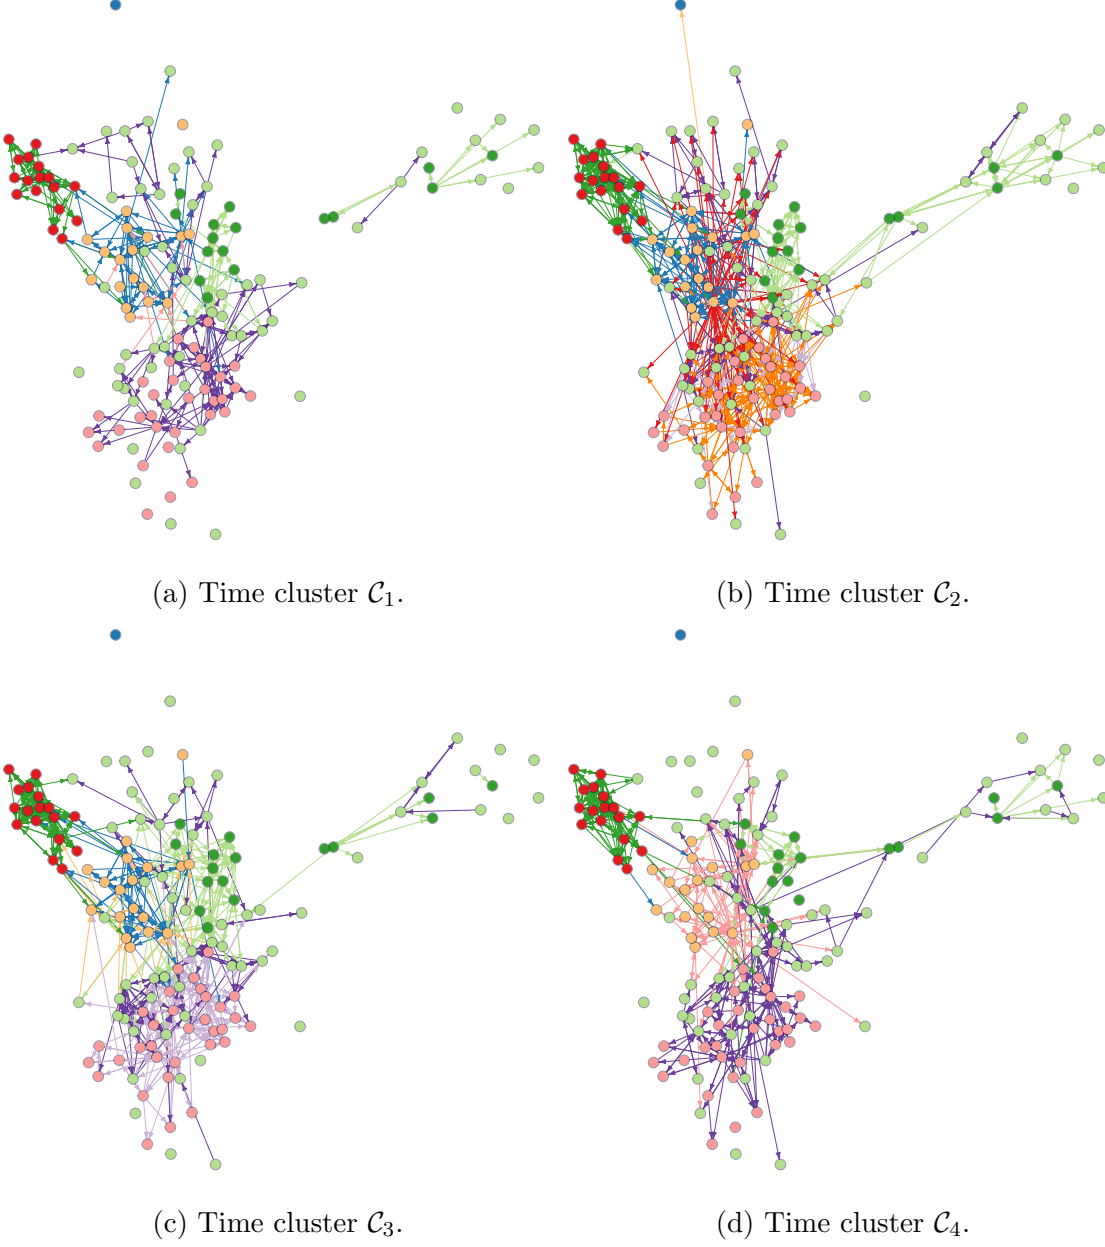 (a) Time cluster 𝒞₁.
(b) Time cluster 𝒞₂.
(c) Time cluster 𝒞₃.
(d) Time cluster 𝒞₄.